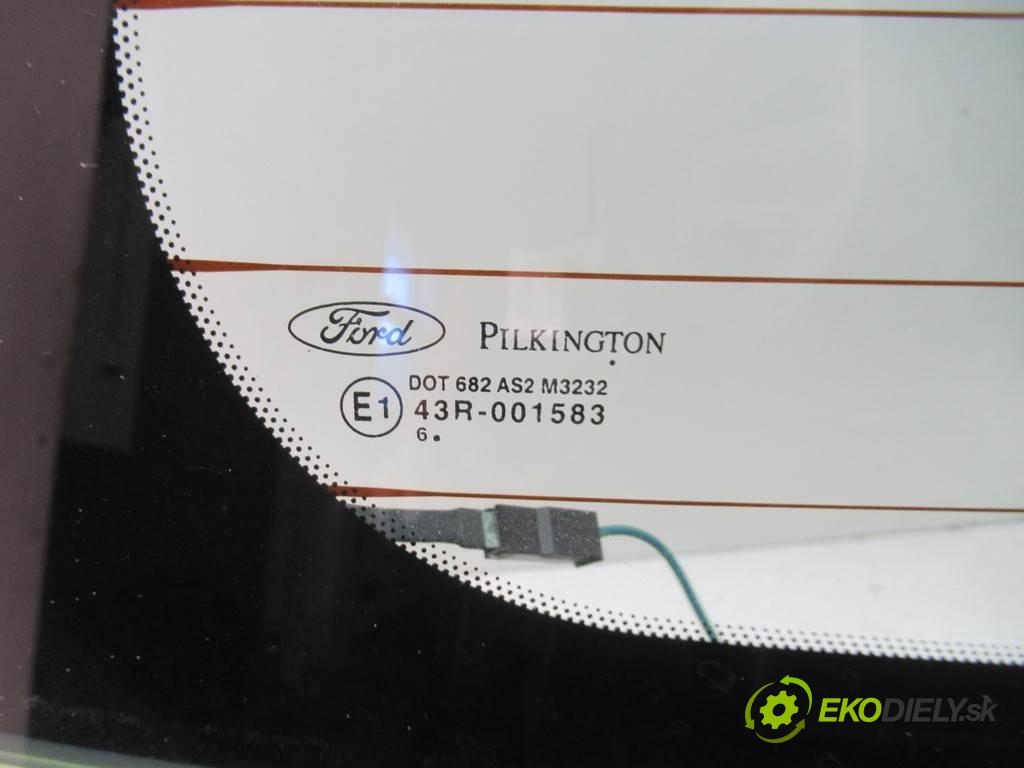 Ford PILKINGTON
DOT 682 AS2 M3232
E1 43R-001583
6.
EKODIELY.sk